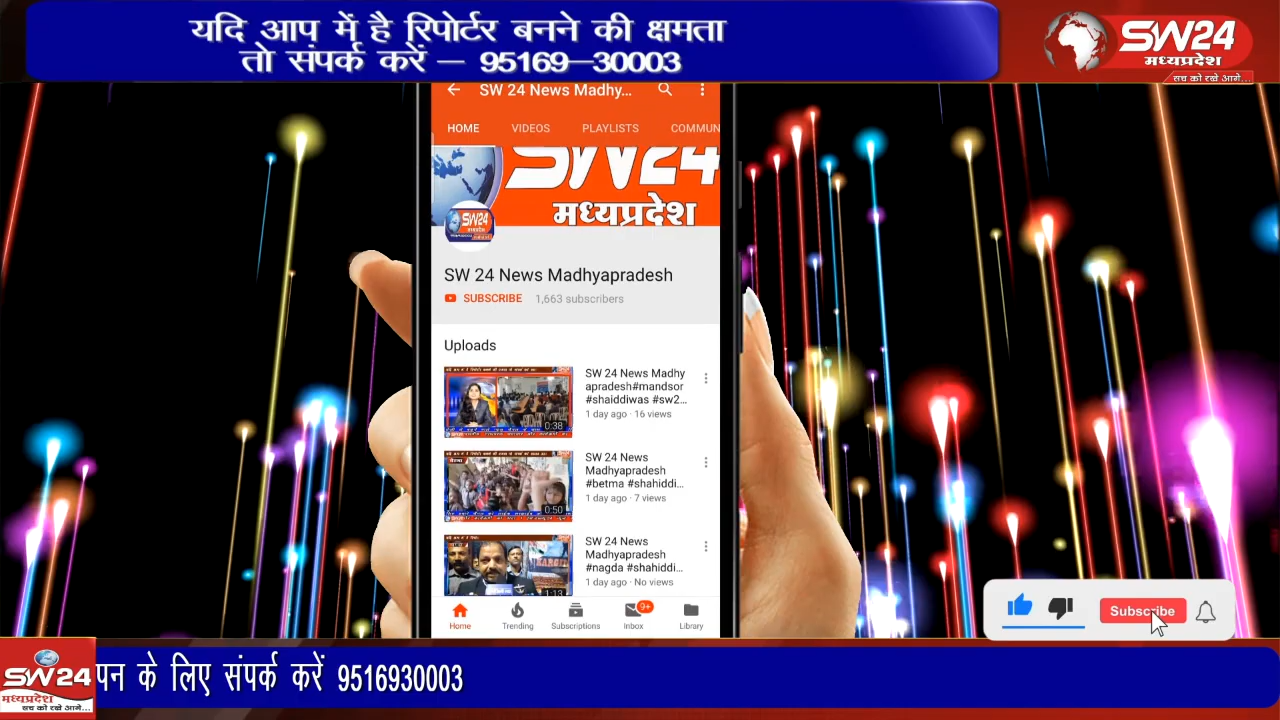 यदि आप में है रिपोर्टर बनने की क्षमता
तो संपर्क करें – 95169–30003
SW24
मध्यप्रदेश
सच को रखे आगे...
SW 24 News Madhy...
HOME VIDEOS PLAYLISTS COMMUN
SW24
मध्यप्रदेश
SW24
SW 24 News Madhyapradesh
SUBSCRIBE 1,663 subscribers
Uploads
SW 24 News Madhy
apradesh#mandsor
#shaiddiwas #sw2...
1 day ago · 16 views
0:38
SW 24 News
Madhyapradesh
#betma #shahiddi...
1 day ago · 7 views
0:50
SW 24 News
Madhyapradesh
#nagda #shahiddi...
1 day ago · No views
1:13
Home Trending Subscriptions Inbox Library
9+
Subscribe
SW24
मध्यप्रदेश
सच को रखे आगे...
पन के लिए संपर्क करें 9516930003